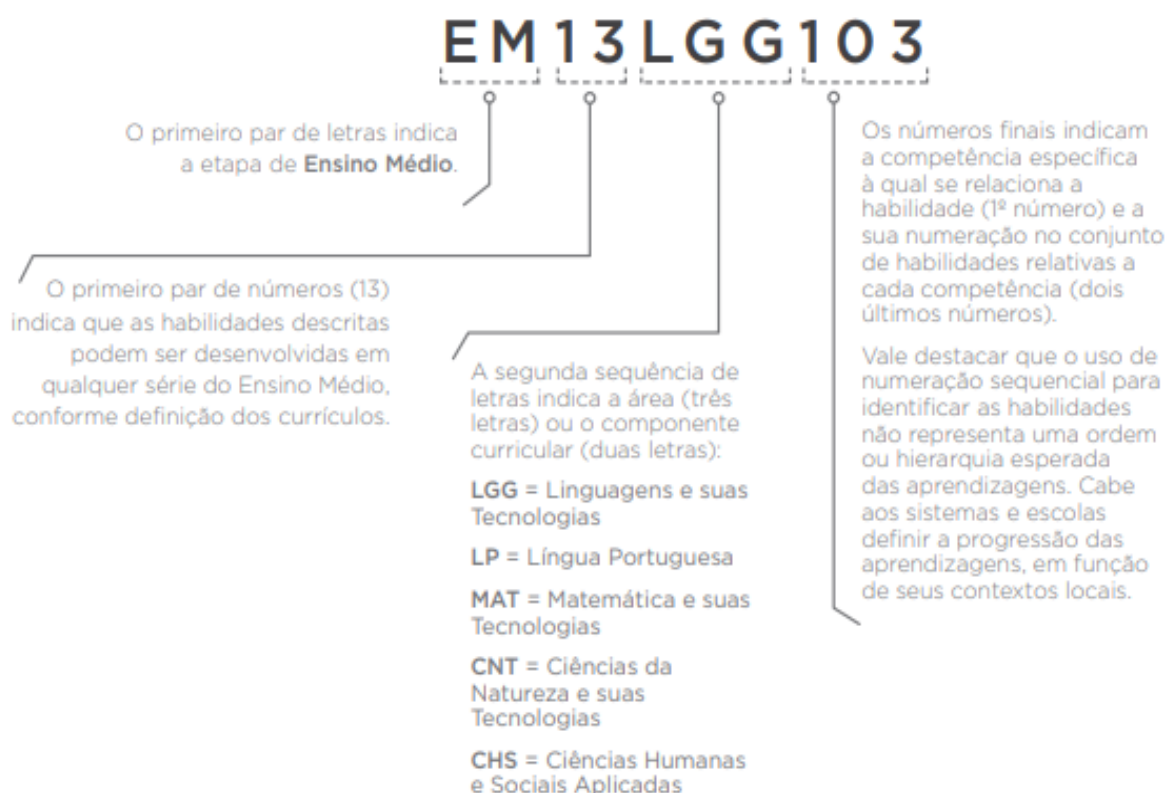 EM13LGG103
O primeiro par de letras indica
a etapa de Ensino Médio.
O primeiro par de números (13)
indica que as habilidades descritas
podem ser desenvolvidas em
qualquer série do Ensino Médio,
conforme definição dos currículos.
A segunda sequência de
letras indica a área (três
letras) ou o componente
curricular (duas letras):
LGG = Linguagens e suas
Tecnologias
LP = Língua Portuguesa
MAT = Matemática e suas
Tecnologias
CNT = Ciências da
Natureza e suas
Tecnologias
CHS = Ciências Humanas
e Sociais Aplicadas
Os números finais indicam
a competência específica
à qual se relaciona a
habilidade (1º número) e a
sua numeração no conjunto
de habilidades relativas a
cada competência (dois
últimos números).
Vale destacar que o uso de
numeração sequencial para
identificar as habilidades
não representa uma ordem
ou hierarquia esperada
das aprendizagens. Cabe
aos sistemas e escolas
definir a progressão das
aprendizagens, em função
de seus contextos locais.